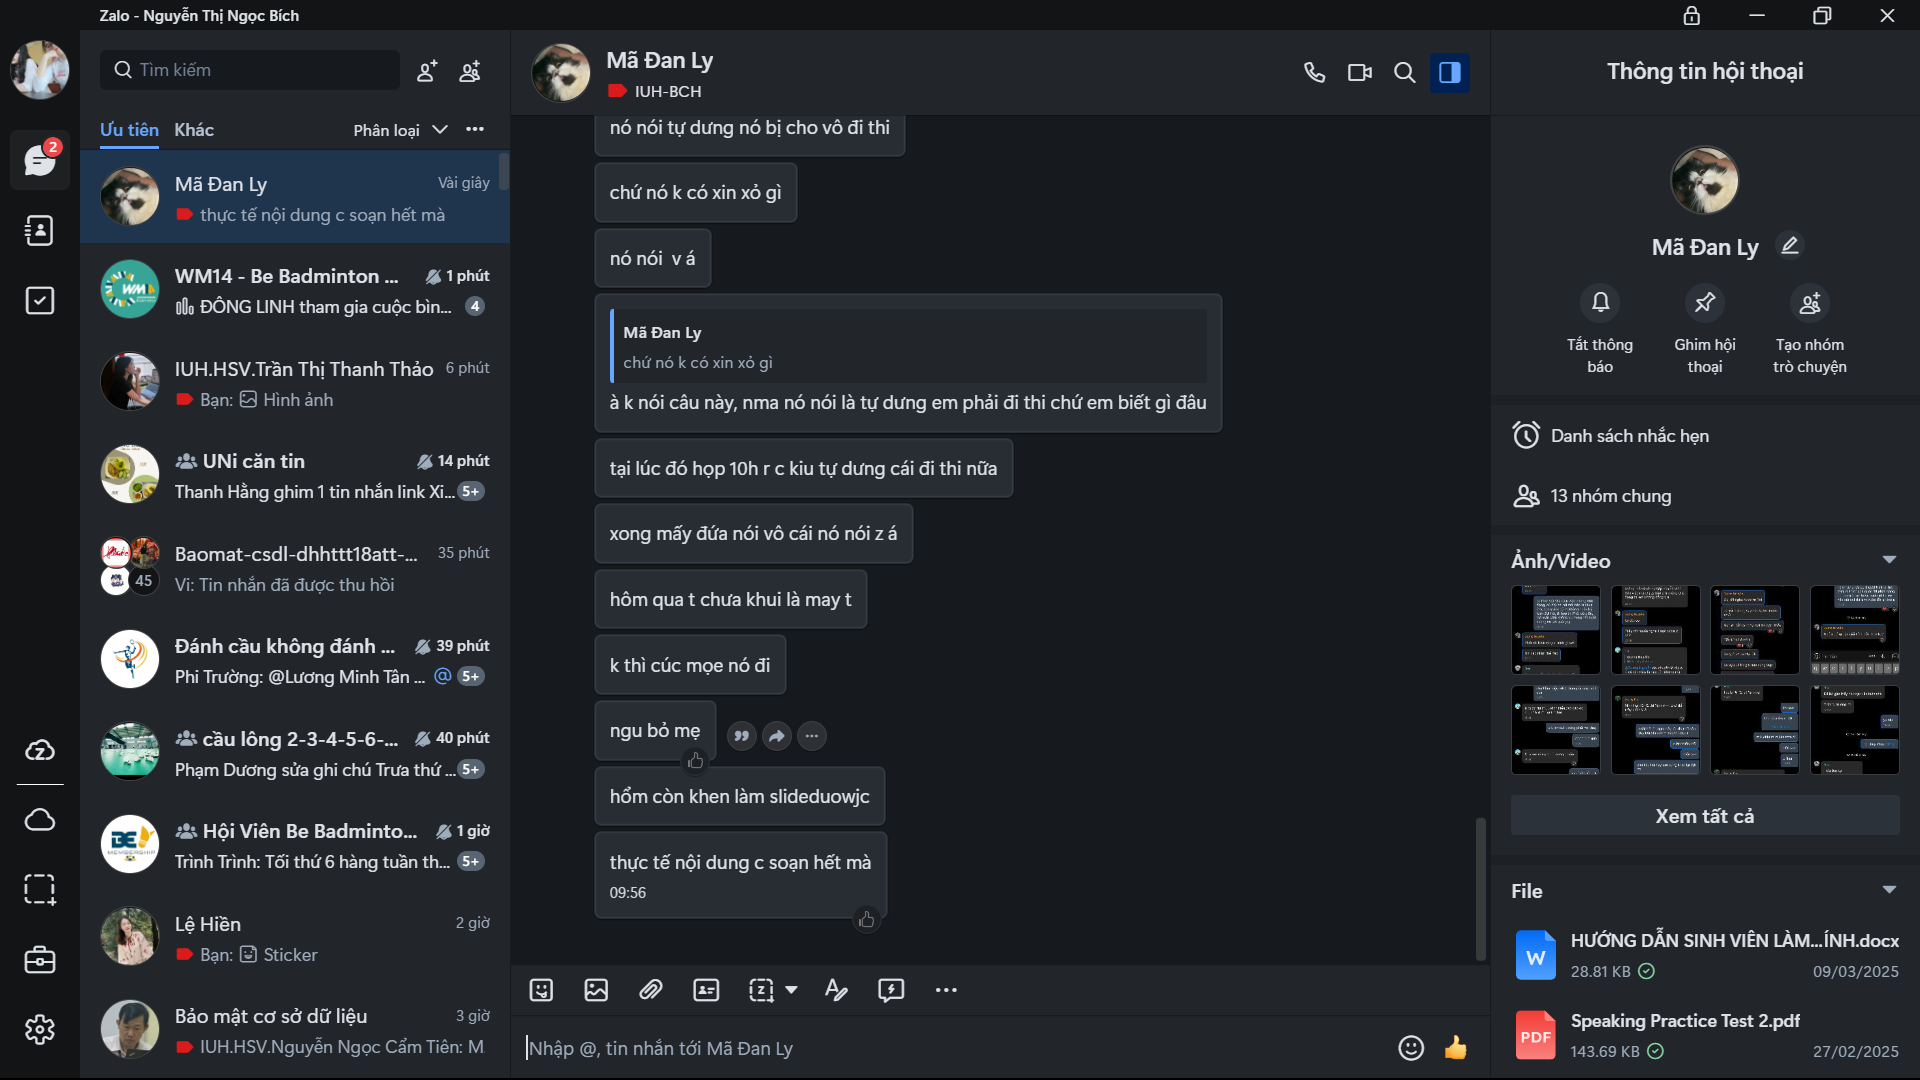 Zalo - Nguyễn Thị Ngọc Bích
Tìm kiếm
Ưu tiên
Khác
Phân loại
2
Mã Đan Ly
Vài giây
thực tế nội dung c soạn hết mà
WM14 - Be Badminton ...
1 phút
ĐÔNG LINH tham gia cuộc bìn...
4
IUH.HSV.Trần Thị Thanh Thảo
6 phút
Bạn: Hình ảnh
UNi căn tin
14 phút
Thanh Hằng ghim 1 tin nhắn link Xi...
5+
Baomat-csdl-dhhttt18att-...
35 phút
45
Vi: Tin nhắn đã được thu hồi
Đánh cầu không đánh ...
39 phút
Phi Trường: @Lương Minh Tân ...
@
5+
cầu lông 2-3-4-5-6-...
40 phút
Phạm Dương sửa ghi chú Trưa thứ ...
5+
Hội Viên Be Badminto...
1 giờ
Trình Trình: Tối thứ 6 hàng tuần th...
5+
Lệ Hiền
2 giờ
Bạn: Sticker
Bảo mật cơ sở dữ liệu
3 giờ
IUH.HSV.Nguyễn Ngọc Cẩm Tiên: M
Mã Đan Ly
IUH-BCH
nó nói tự dưng nó bị cho vô đi thi
chứ nó k có xin xỏ gì
nó nói  v á
Mã Đan Ly
chứ nó k có xin xỏ gì
à k nói câu này, nma nó nói là tự dưng em phải đi thi chứ em biết gì đâu
tại lúc đó họp 10h r c kiu tự dưng cái đi thi nữa
xong mấy đứa nói vô cái nó nói z á
hôm qua t chưa khui là may t
k thì cúc mọe nó đi
ngu bỏ mẹ
hổm còn khen làm slideduowjc
thực tế nội dung c soạn hết mà
09:56
Nhập @, tin nhắn tới Mã Đan Ly
Thông tin hội thoại
Mã Đan Ly
Tắt thông báo
Ghim hội thoại
Tạo nhóm trò chuyện
Danh sách nhắc hẹn
13 nhóm chung
Ảnh/Video
Xem tất cả
File
W
HƯỚNG DẪN SINH VIÊN LÀM...ÍNH.docx
28.81 KB
09/03/2025
PDF
Speaking Practice Test 2.pdf
143.69 KB
27/02/2025